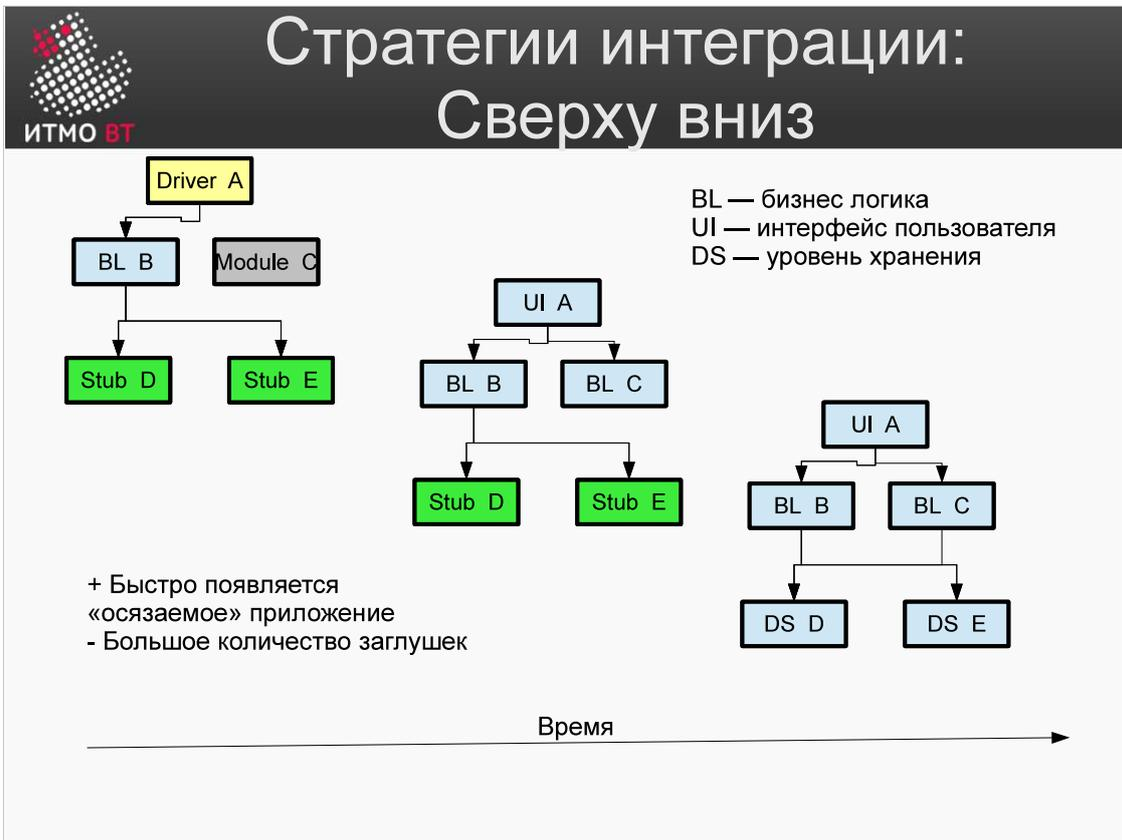 Стратегии интеграции:
Сверху вниз
ИТМО ВТ
Driver A
BL B
Module C
Stub D
Stub E
BL — бизнес логика
UI — интерфейс пользователя
DS — уровень хранения
UI A
BL B
BL C
Stub D
Stub E
UI A
BL B
BL C
DS D
DS E
+ Быстро появляется
«осязаемое» приложение
- Большое количество заглушек
Время